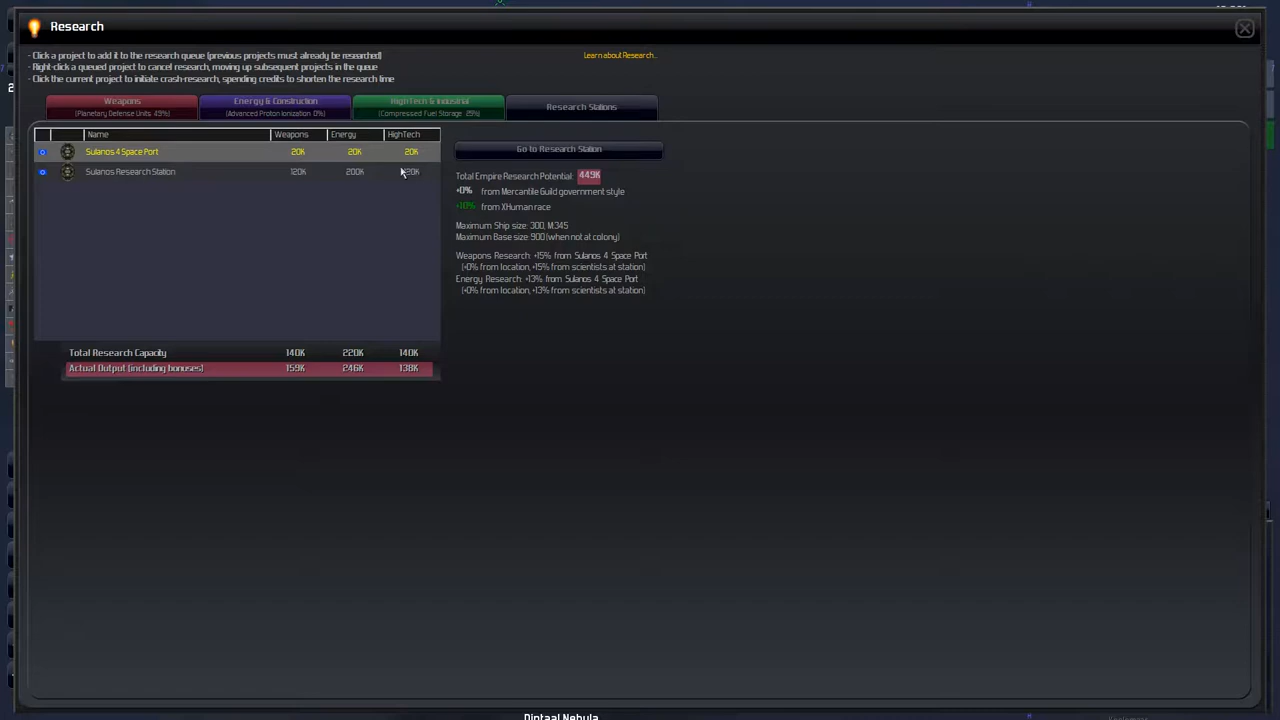 Research
- Click a project to add it to the research queue (previous projects must already be researched)
- Right-click a queued project to cancel research, moving up subsequent projects in the queue
- Click the current project to initiate crash-research, spending credits to shorten the research time
Learn about Research...
Weapons
(Planetary Defense Units 49%)
Energy & Construction
(Advanced Proton Ionization 0%)
HighTech & Industrial
(Compressed Fuel Storage 29%)
Research Stations
Name Weapons Energy HighTech
Sulanos 4 Space Port 20K 20K 20K
Sulanos Research Station 120K 200K
Total Research Capacity 140K 220K 140K
Actual Output (including bonuses) 159K 246K 138K
Go to Research Station
Total Empire Research Potential: 449K
+0% from Mercantile Guild government style
+10% from XHuman race
Maximum Ship size: 300, M:345
Maximum Base size: 900 (when not at colony)
Weapons Research: +15% from Sulanos 4 Space Port
(+0% from location, +15% from scientists at station)
Energy Research: +13% from Sulanos 4 Space Port
(+0% from location, +13% from scientists at station)
Dintaal Nebula